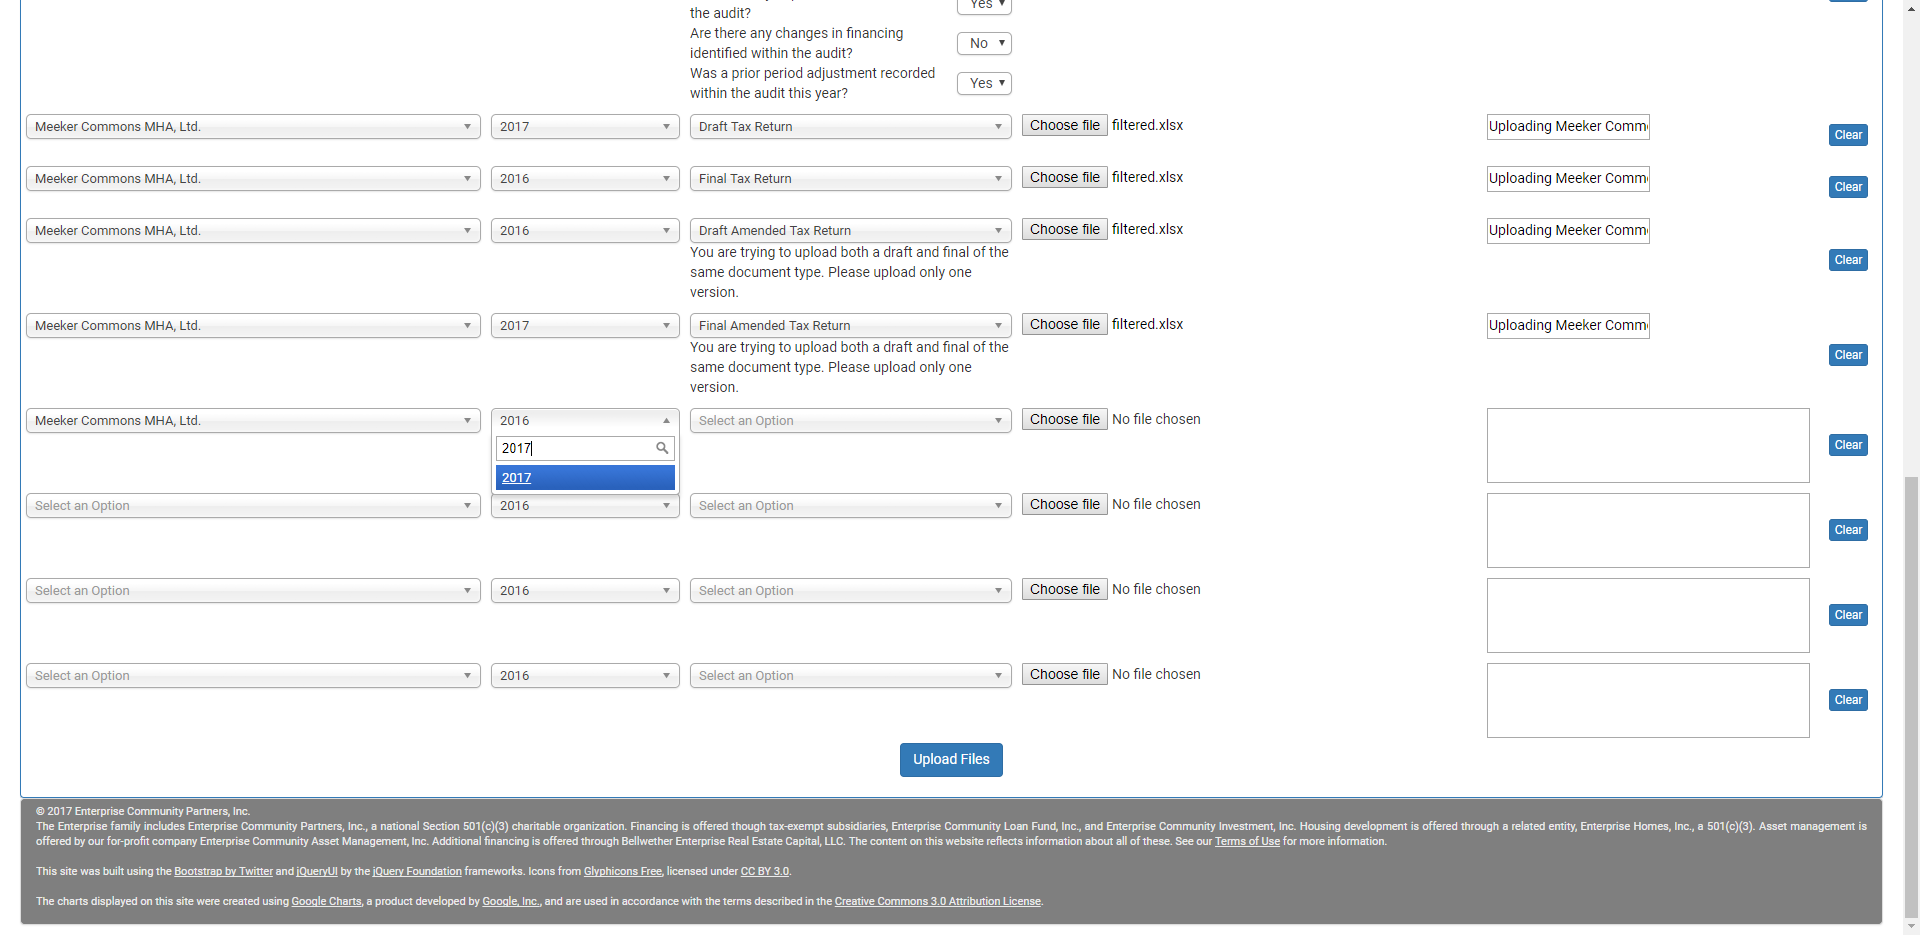 Yes
the audit?
Are there any changes in financing
identified within the audit?
No
Was a prior period adjustment recorded
within the audit this year?
Yes
Clear
Meeker Commons MHA, Ltd. 2017 Draft Tax Return Choose file filtered.xlsx Uploading Meeker Comm
Clear
Meeker Commons MHA, Ltd. 2016 Final Tax Return Choose file filtered.xlsx Uploading Meeker Comm
Clear
Meeker Commons MHA, Ltd. 2016 Draft Amended Tax Return Choose file filtered.xlsx Uploading Meeker Comm
You are trying to upload both a draft and final of the
same document type. Please upload only one
version.
Clear
Meeker Commons MHA, Ltd. 2017 Final Amended Tax Return Choose file filtered.xlsx Uploading Meeker Comm
You are trying to upload both a draft and final of the
same document type. Please upload only one
version.
Clear
Meeker Commons MHA, Ltd. 2016 Select an Option Choose file No file chosen
2017
2017
Clear
Select an Option 2016 Select an Option Choose file No file chosen
Clear
Select an Option 2016 Select an Option Choose file No file chosen
Clear
Select an Option 2016 Select an Option Choose file No file chosen
Clear
Upload Files
© 2017 Enterprise Community Partners, Inc.
The Enterprise family includes Enterprise Community Partners, Inc., a national Section 501(c)(3) charitable organization. Financing is offered though tax-exempt subsidiaries, Enterprise Community Loan Fund, Inc., and Enterprise Community Investment, Inc. Housing development is offered through a related entity, Enterprise Homes, Inc., a 501(c)(3). Asset management is
offered by our for-profit company Enterprise Community Asset Management, Inc. Additional financing is offered through Bellwether Enterprise Real Estate Capital, LLC. The content on this website reflects information about all of these. See our Terms of Use for more information.
This site was built using the Bootstrap by Twitter and jQueryUI by the jQuery Foundation frameworks. Icons from Glyphicons Free, licensed under CC BY 3.0.
The charts displayed on this site were created using Google Charts, a product developed by Google, Inc., and are used in accordance with the terms described in the Creative Commons 3.0 Attribution License.